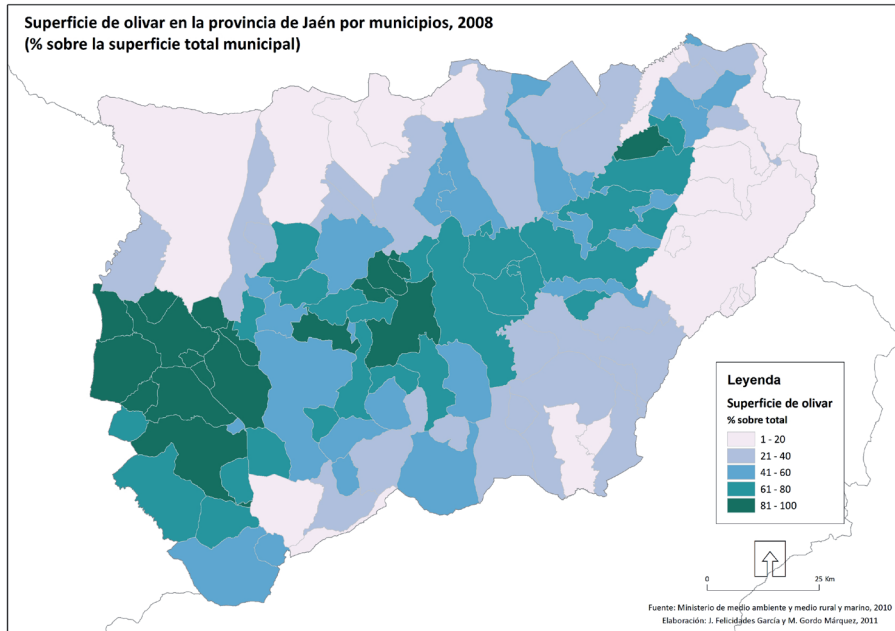 Superficie de olivar en la provincia de Jaén por municipios, 2008
(% sobre la superficie total municipal)
Leyenda
Superficie de olivar
% sobre total
1 - 20
21 - 40
41 - 60
61 - 80
81 - 100
0 25 Km
Fuente: Ministerio de medio ambiente y medio rural y marino, 2010
Elaboración: J. Felicidades García y M. Gordo Márquez, 2011